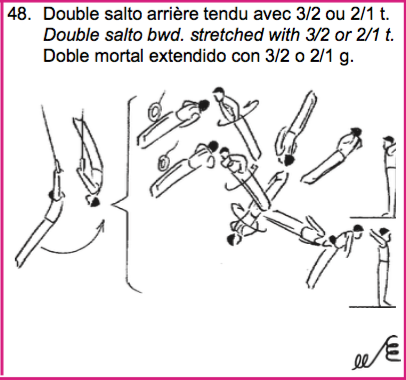 48. Double salto arrière tendu avec 3/2 ou 2/1 t.
Double salto bwd. stretched with 3/2 or 2/1 t.
Doble mortal extendido con 3/2 o 2/1 g.